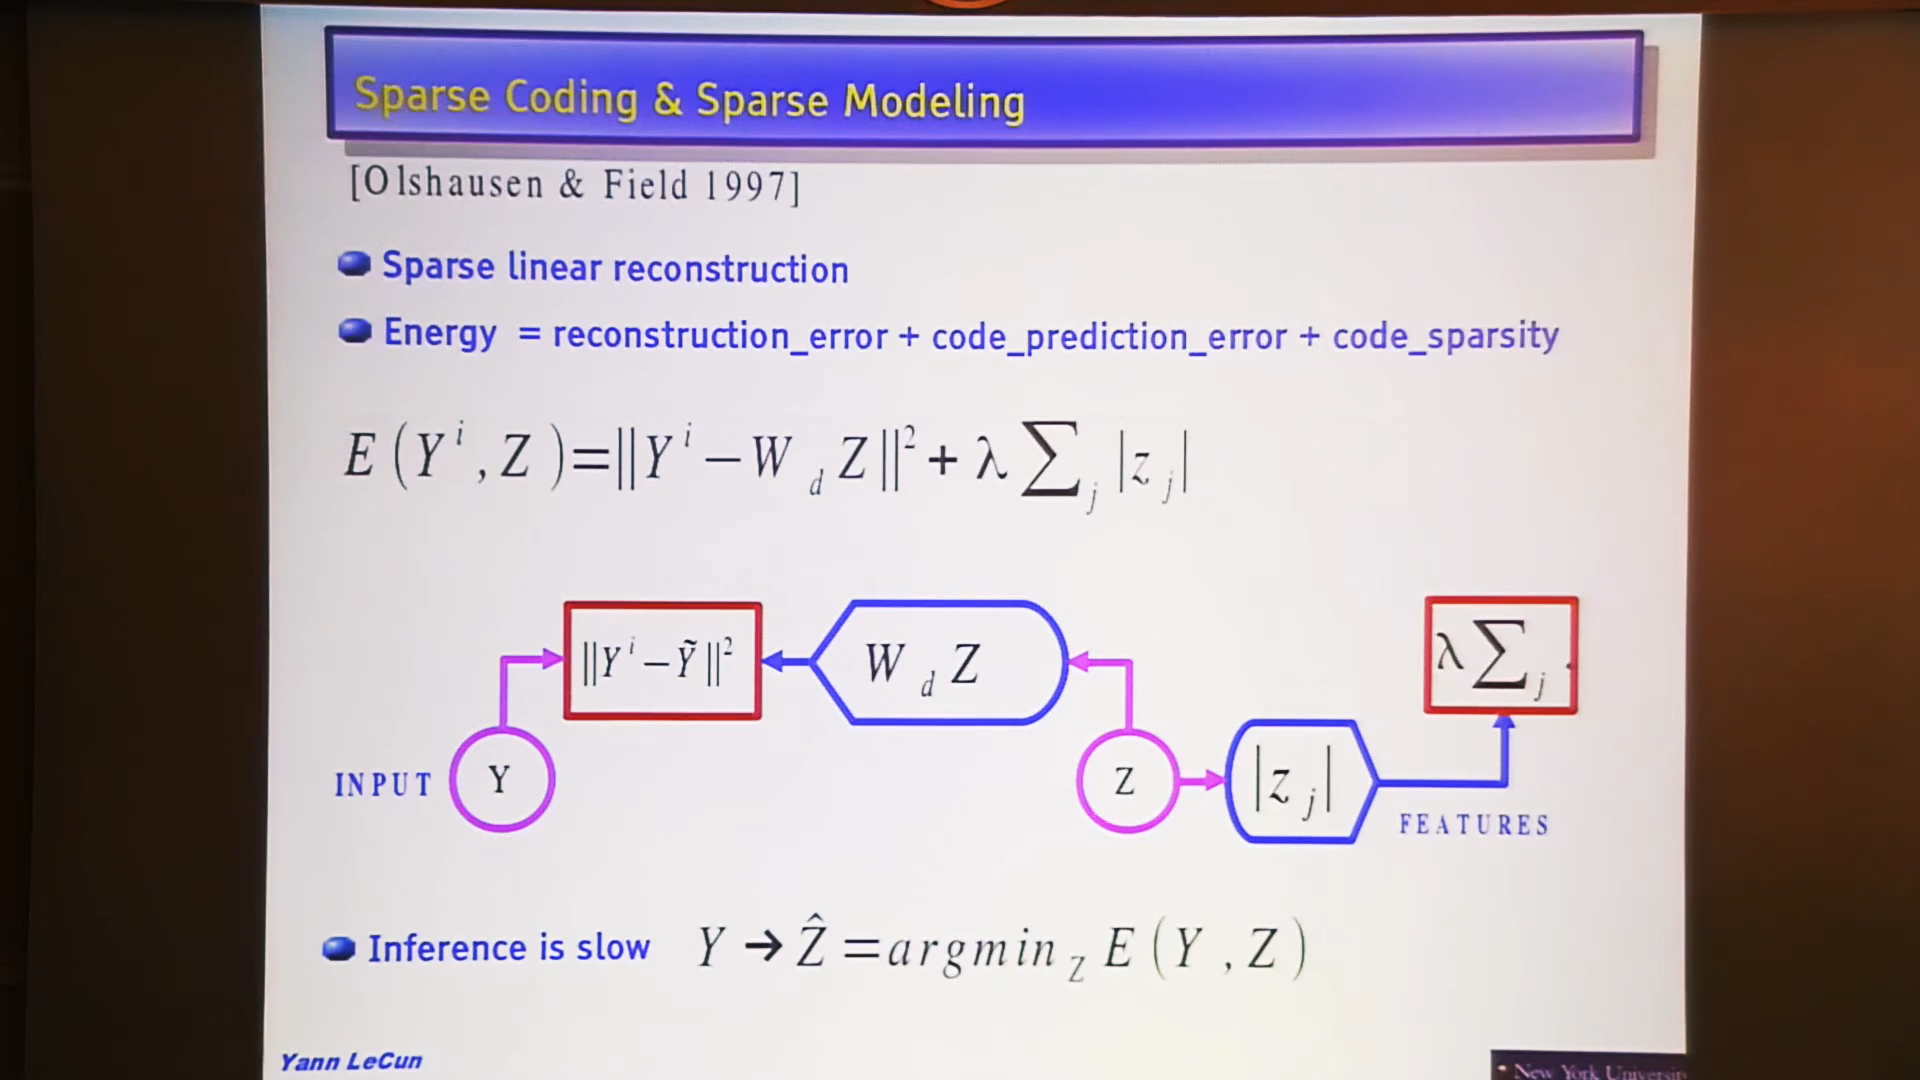 Sparse Coding & Sparse Modeling
[Olshausen & Field 1997]
Sparse linear reconstruction
Energy = reconstruction_error + code_prediction_error + code_sparsity
E(Y^i, Z) = ||Y^i − W_d Z||² + λ ∑_j |z_j|
||Y^i − Ỹ||²
W_d Z
λ ∑_j .
INPUT
Y
Z
|z_j|
FEATURES
Inference is slow Y → Ẑ = argmin_Z E(Y, Z)
Yann LeCun
New York